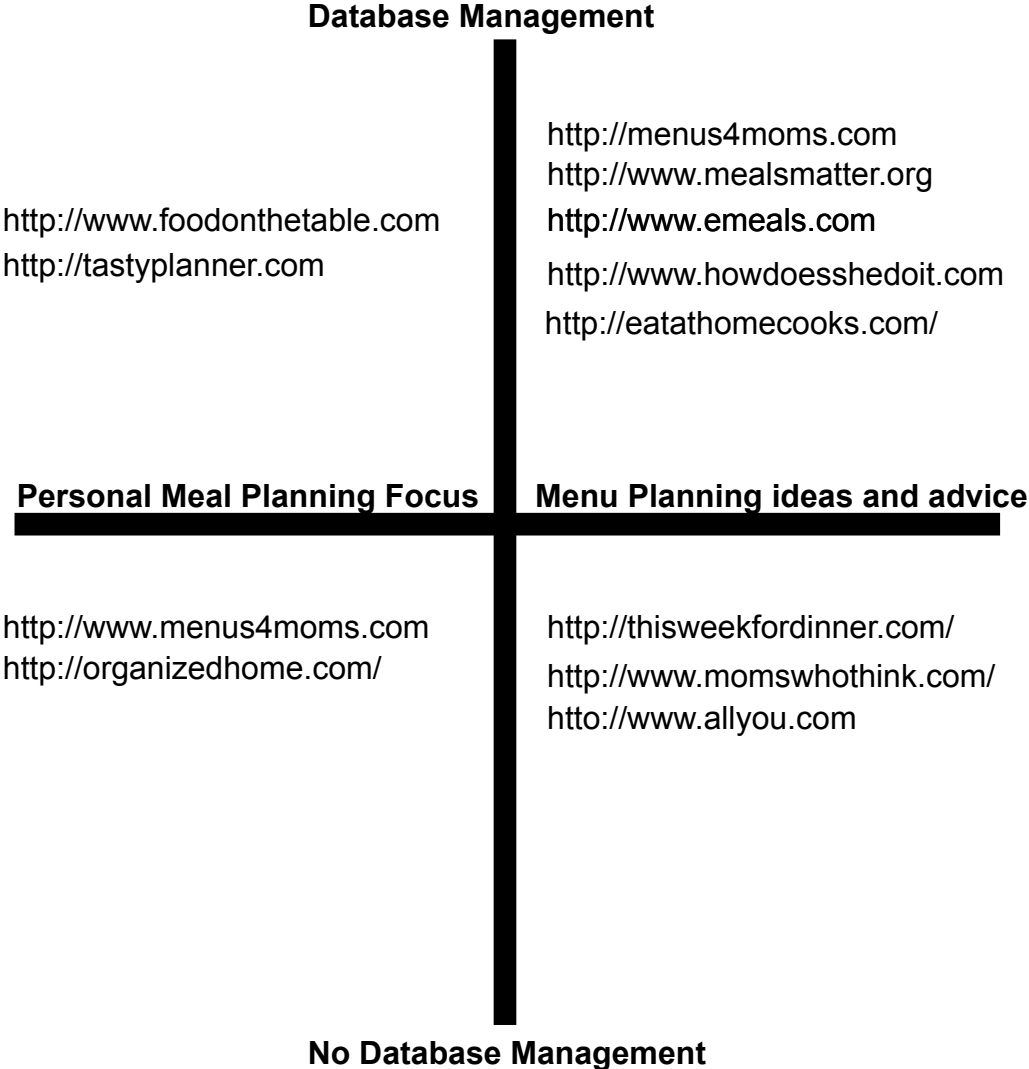 Database Management
http://menus4moms.com
http://www.mealsmatter.org
http://www.foodonthetable.com
http://www.emeals.com
http://tastyplanner.com
http://www.howdoesshedoit.com
http://eatathomecooks.com/
Personal Meal Planning Focus
Menu Planning ideas and advice
http://www.menus4moms.com
http://thisweekfordinner.com/
http://organizedhome.com/
http://www.momswhothink.com/
htto://www.allyou.com
No Database Management